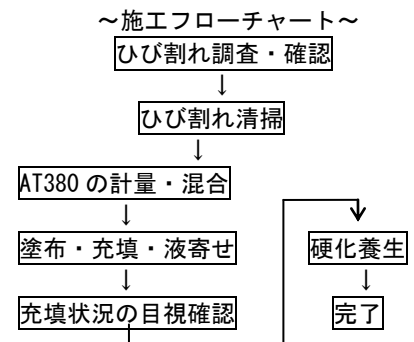 ～施工フローチャート～
ひび割れ調査・確認
↓
ひび割れ清掃
↓
AT380の計量・混合
↓
塗布・充填・液寄せ
↓
充填状況の目視確認
硬化養生
↓
完了